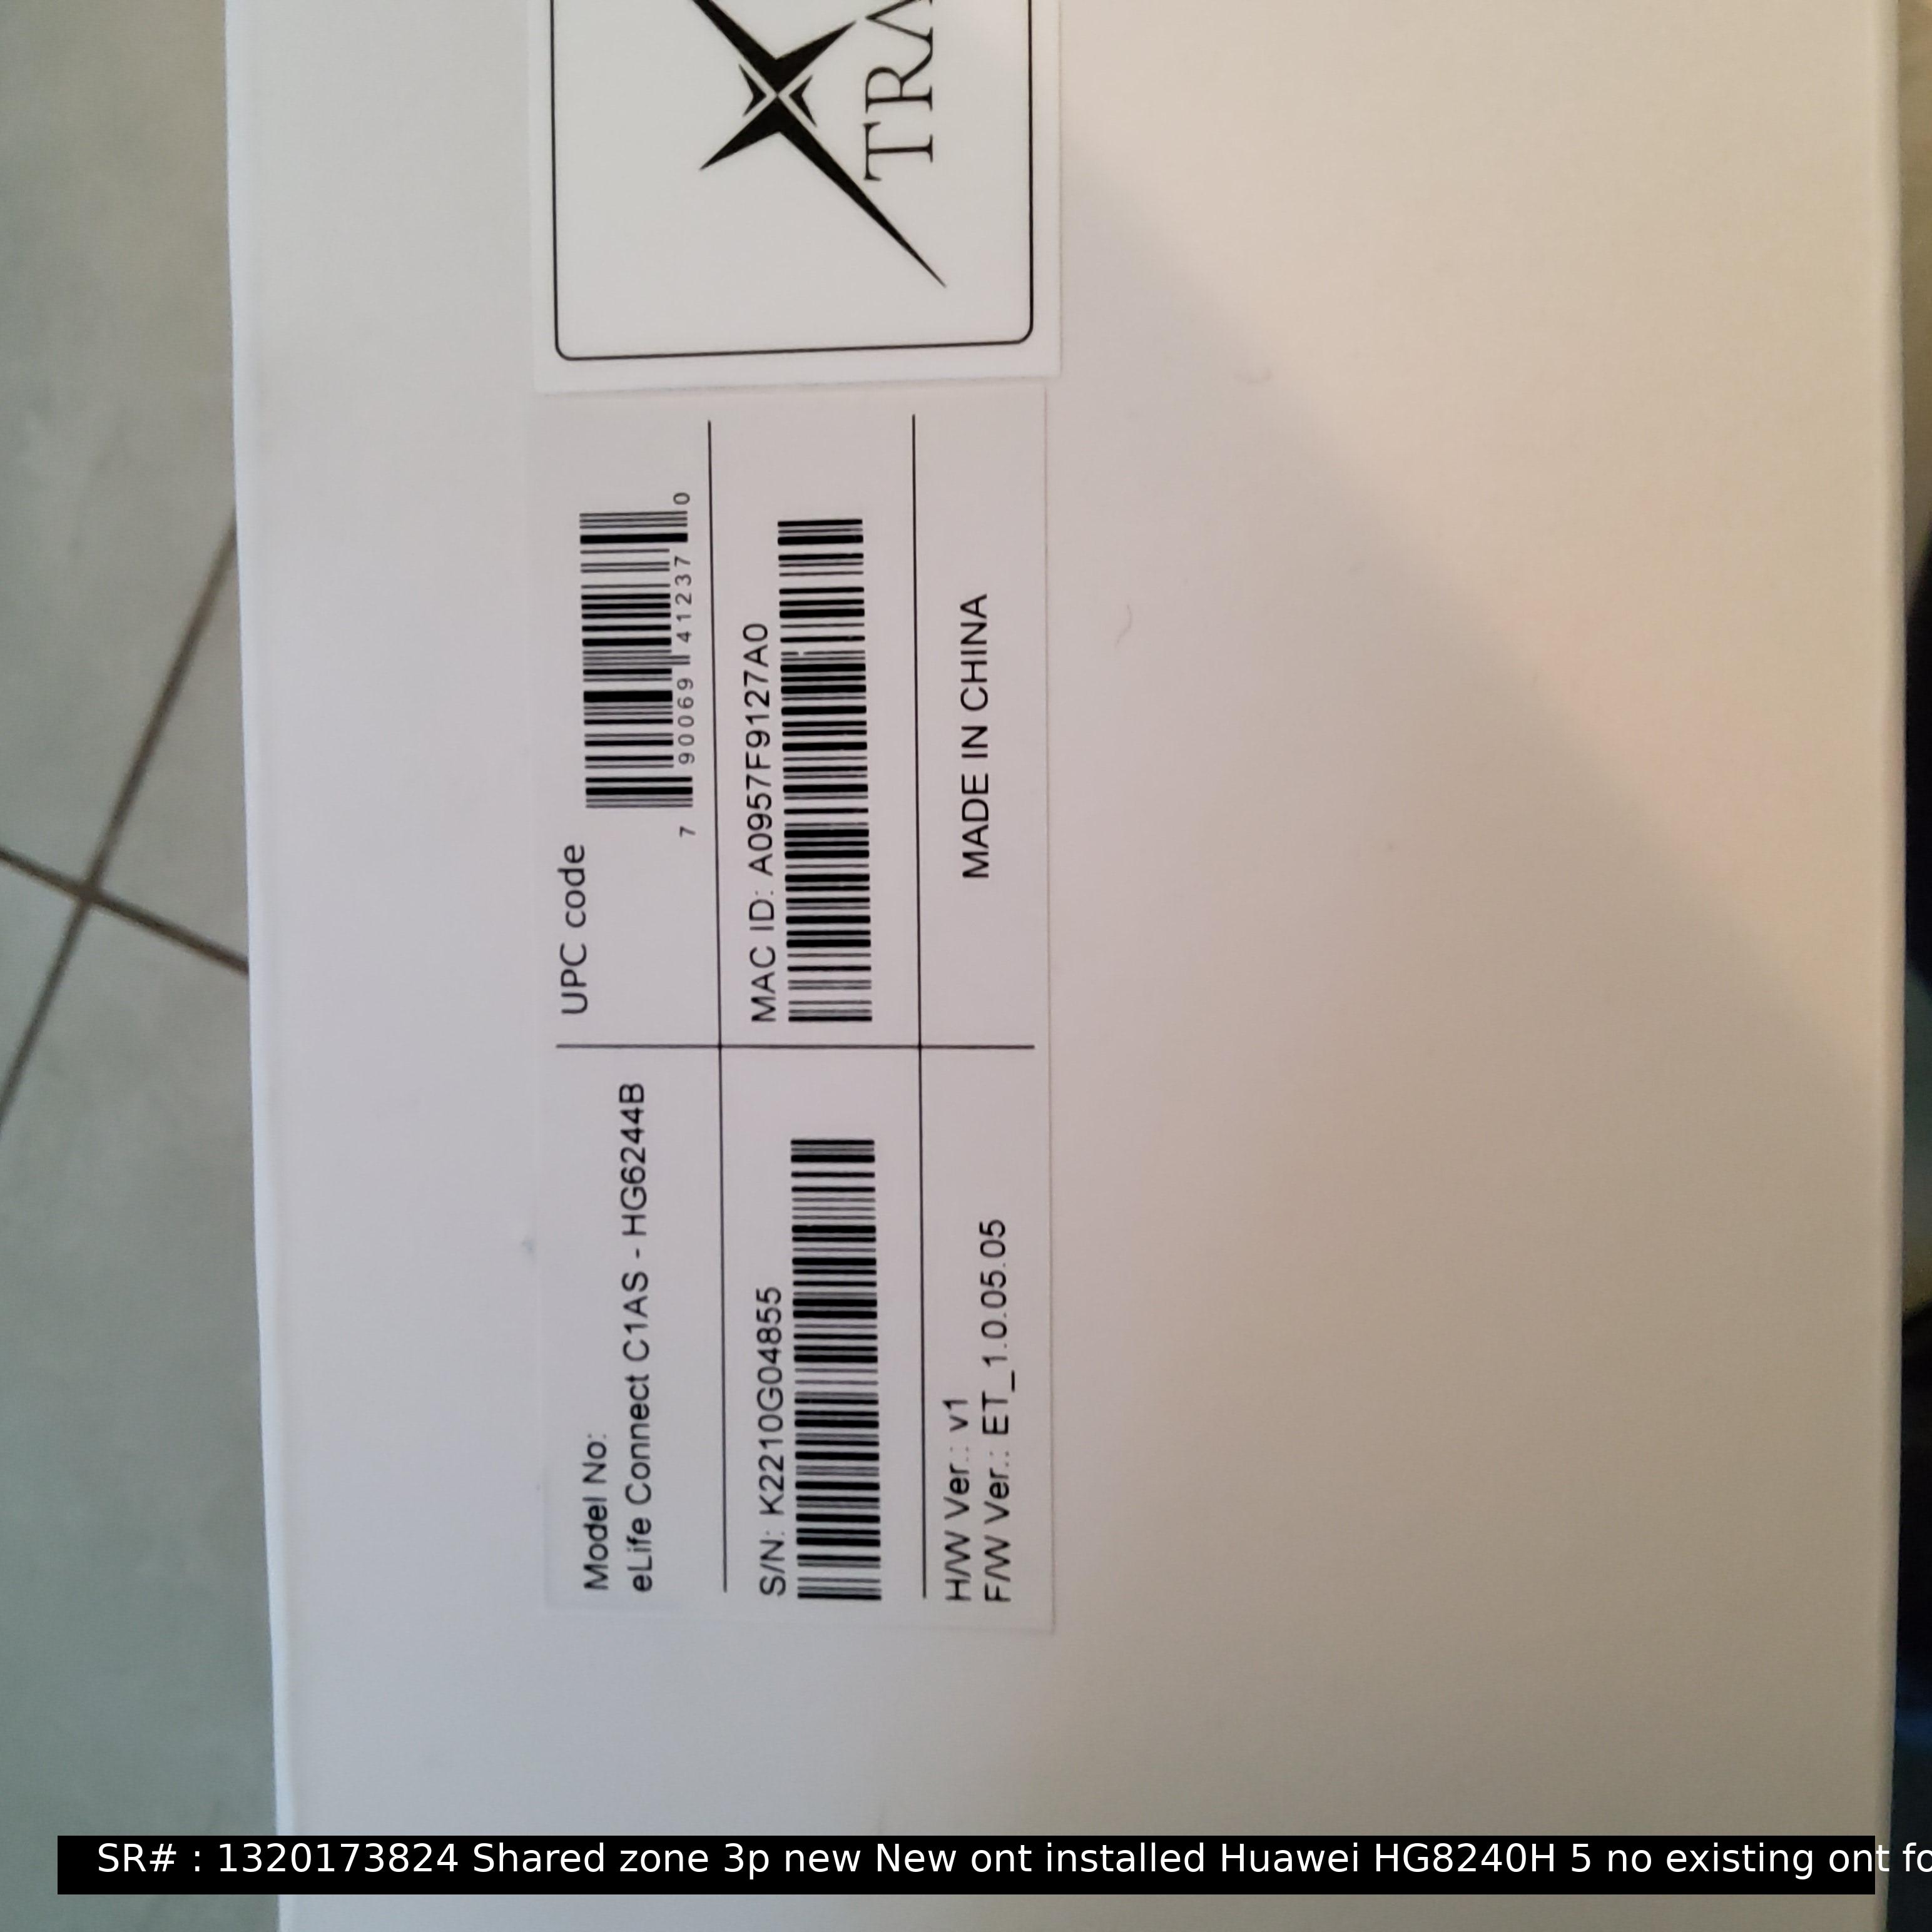 TRA
Model No:
eLife Connect C1AS - HG6244B
UPC code
7 90069 41237 0
S/N: K2210G04855
MAC ID: A0957F9127A0
H/W Ver.: v1
F/W Ver.: ET_1.0.05.05
MADE IN CHINA
SR# : 1320173824 Shared zone 3p new New ont installed Huawei HG8240H 5 no existing ont fo